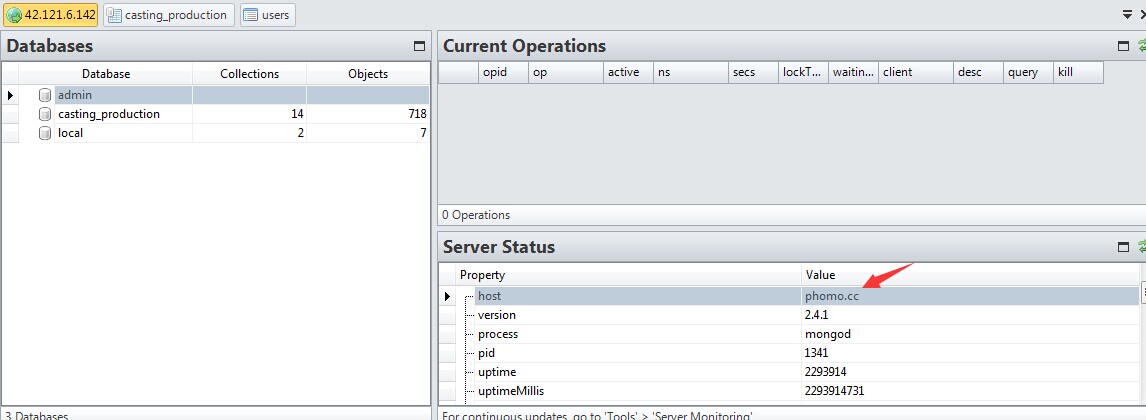 42.121.6.142 casting_production users
Databases
Database Collections Objects
admin
casting_production 14 718
local 2 7
3 Databases
Current Operations
opid op active ns secs lockT... waitin... client desc query kill
0 Operations
Server Status
Property Value
host phomo.cc
version 2.4.1
process mongod
pid 1341
uptime 2293914
uptimeMillis 2293914731
For continuous updates, go to 'Tools' > 'Server Monitoring'